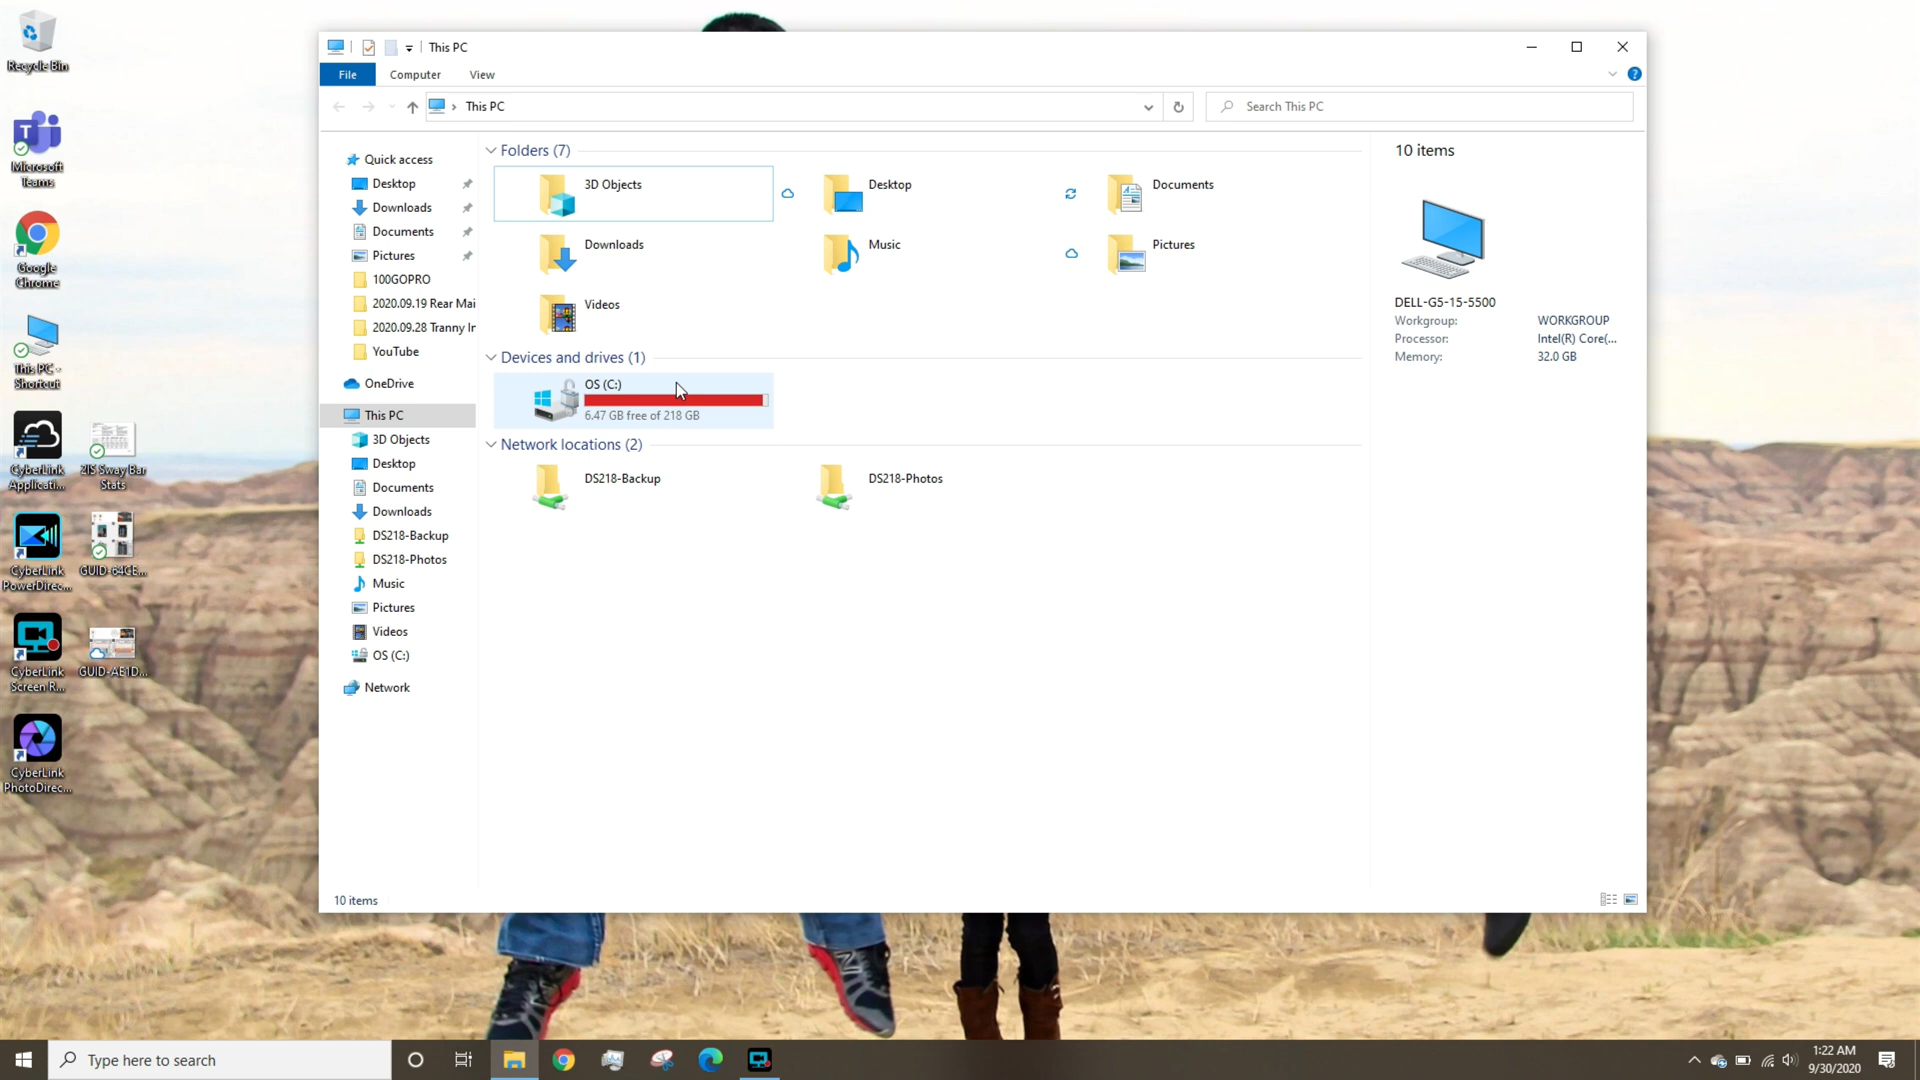 Recycle Bin
Microsoft
Teams
Google
Chrome
This PC -
Shortcut
CyberLink
Applicati...
2IS Sway Bar
Stats
CyberLink
PowerDirec...
GUID-64CE...
CyberLink
Screen R...
GUID-AE1D...
CyberLink
PhotoDirec...
This PC
File
Computer
View
This PC
Search This PC
Quick access
Desktop
Downloads
Documents
Pictures
100GOPRO
2020.09.19 Rear Mai
2020.09.28 Tranny In
YouTube
OneDrive
This PC
3D Objects
Desktop
Documents
Downloads
DS218-Backup
DS218-Photos
Music
Pictures
Videos
OS (C:)
Network
Folders (7)
3D Objects
Desktop
Documents
Downloads
Music
Pictures
Videos
Devices and drives (1)
OS (C:)
6.47 GB free of 218 GB
Network locations (2)
DS218-Backup
DS218-Photos
10 items
DELL-G5-15-5500
Workgroup: WORKGROUP
Processor: Intel(R) Core(...
Memory: 32.0 GB
10 items
Type here to search
1:22 AM
9/30/2020